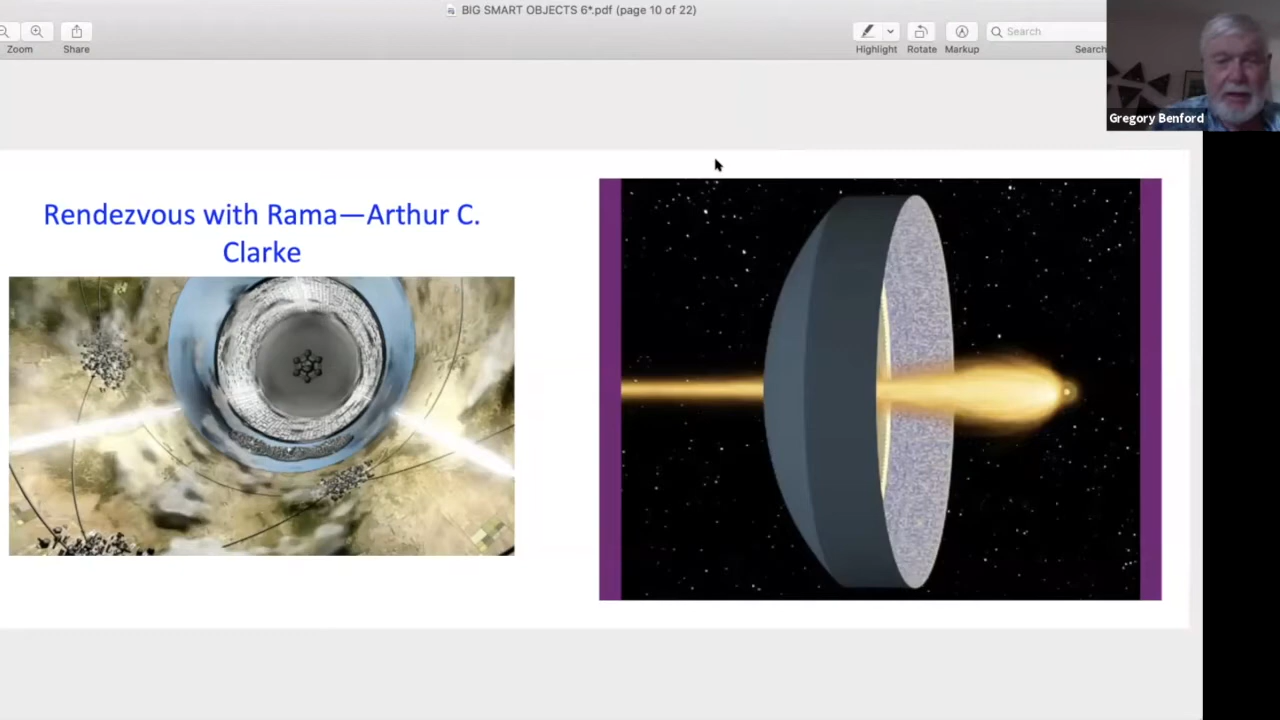 BIG SMART OBJECTS 6*.pdf (page 10 of 22)
Zoom
Share
Highlight
Rotate
Markup
Search
Search
Gregory Benford
Rendezvous with Rama—Arthur C.
Clarke